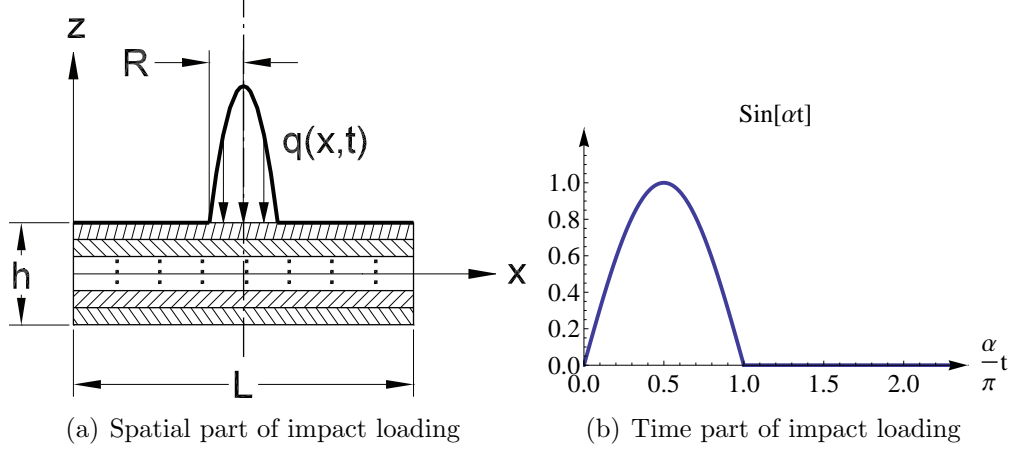 z
R
q(x,t)
h
x
L
(a) Spatial part of impact loading
Sin[αt]
1.0
0.8
0.6
0.4
0.2
0.0
0.0 0.5 1.0 1.5 2.0
α/π t
(b) Time part of impact loading